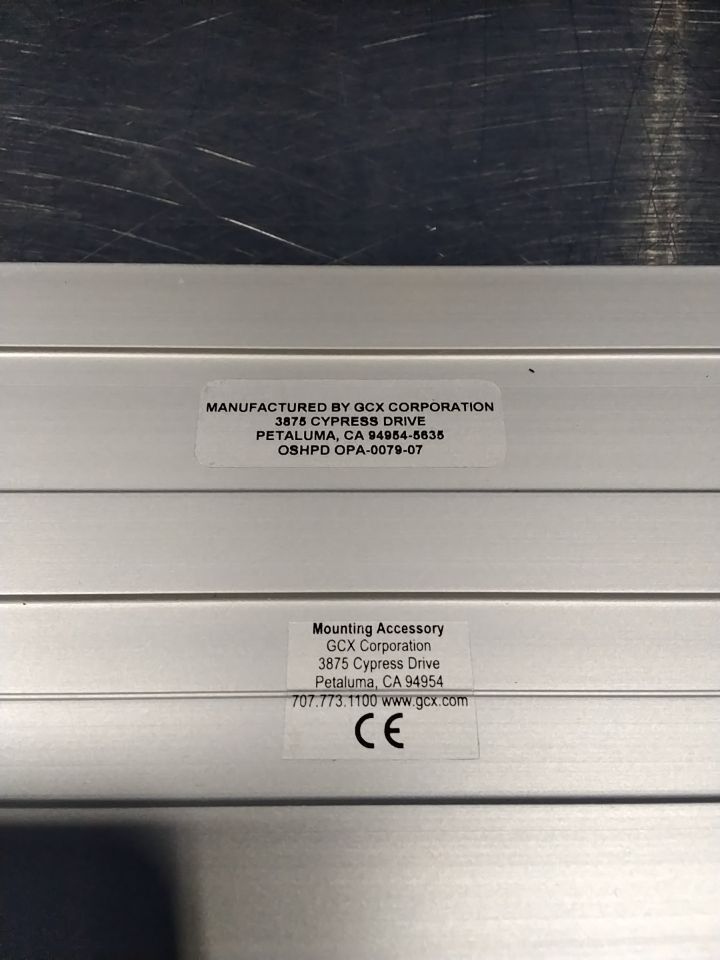 MANUFACTURED BY GCX CORPORATION
3875 CYPRESS DRIVE
PETALUMA, CA 94954-5635
OSHPD OPA-0079-07
Mounting Accessory
GCX Corporation
3875 Cypress Drive
Petaluma, CA 94954
707.773.1100 www.gcx.com
CE